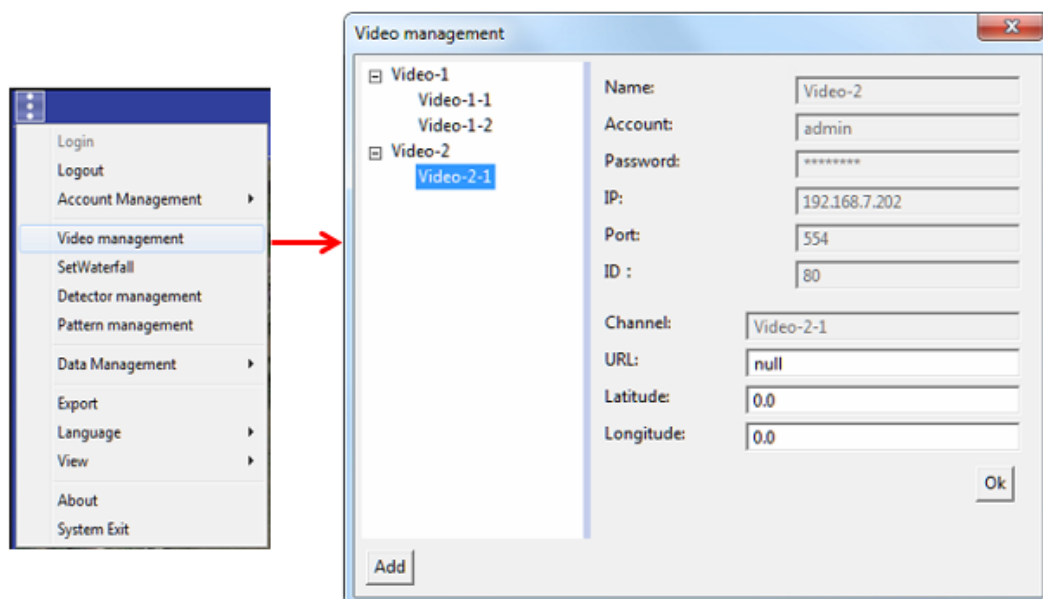 Login
Logout
Account Management
Video management
SetWaterfall
Detector management
Pattern management
Data Management
Export
Language
View
About
System Exit
Video management
Video-1
Video-1-1
Video-1-2
Video-2
Video-2-1
Name: Video-2
Account: admin
Password: ********
IP: 192.168.7.202
Port: 554
ID : 80
Channel: Video-2-1
URL: null
Latitude: 0.0
Longitude: 0.0
Ok
Add